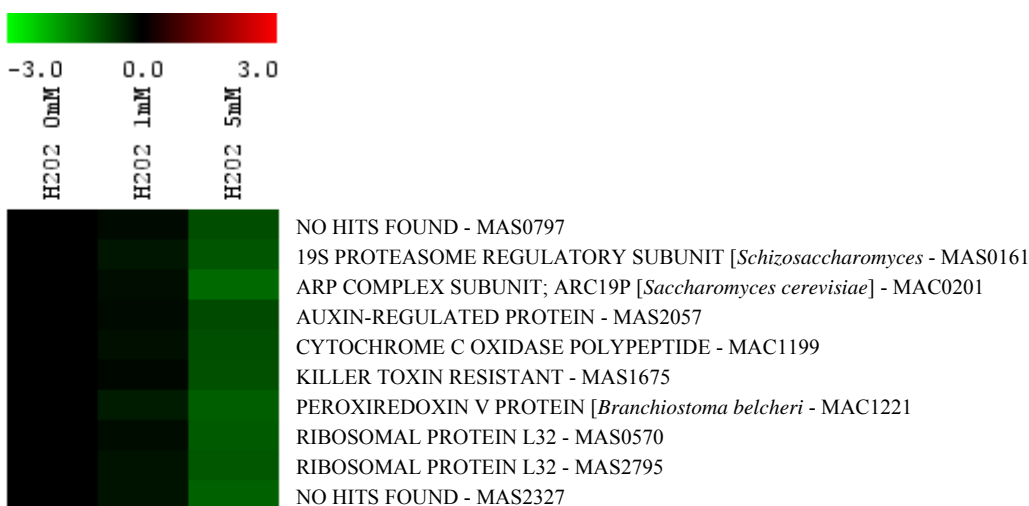 -3.0 0.0 3.0
H2O2 0mM
H2O2 1mM
H2O2 5mM
NO HITS FOUND - MAS0797
19S PROTEASOME REGULATORY SUBUNIT [Schizosaccharomyces - MAS0161
ARP COMPLEX SUBUNIT; ARC19P [Saccharomyces cerevisiae] - MAC0201
AUXIN-REGULATED PROTEIN - MAS2057
CYTOCHROME C OXIDASE POLYPEPTIDE - MAC1199
KILLER TOXIN RESISTANT - MAS1675
PEROXIREDOXIN V PROTEIN [Branchiostoma belcheri - MAC1221
RIBOSOMAL PROTEIN L32 - MAS0570
RIBOSOMAL PROTEIN L32 - MAS2795
NO HITS FOUND - MAS2327